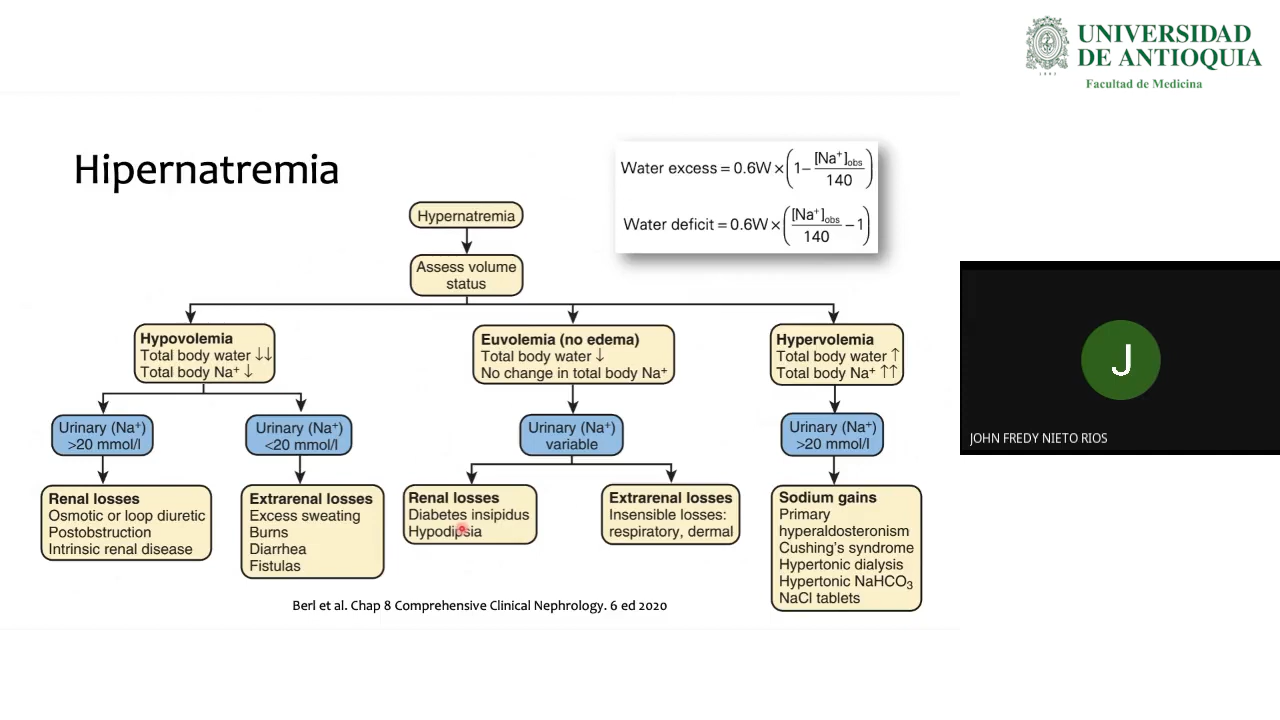 UNIVERSIDAD
DE ANTIOQUIA
1803
Facultad de Medicina
Hipernatremia
Water excess = 0.6W × (1 – [Na⁺]obs / 140)
Water deficit = 0.6W × ([Na⁺]obs / 140 – 1)
Hypernatremia
Assess volume
status
Hypovolemia
Total body water ↓↓
Total body Na⁺ ↓
Euvolemia (no edema)
Total body water ↓
No change in total body Na⁺
Hypervolemia
Total body water ↑
Total body Na⁺ ↑↑
Urinary (Na⁺)
>20 mmol/l
Urinary (Na⁺)
<20 mmol/l
Urinary (Na⁺)
variable
Urinary (Na⁺)
>20 mmol/l
Renal losses
Osmotic or loop diuretic
Postobstruction
Intrinsic renal disease
Extrarenal losses
Excess sweating
Burns
Diarrhea
Fistulas
Renal losses
Diabetes insipidus
Hypodipsia
Extrarenal losses
Insensible losses:
respiratory, dermal
Sodium gains
Primary
hyperaldosteronism
Cushing's syndrome
Hypertonic dialysis
Hypertonic NaHCO₃
NaCl tablets
Berl et al. Chap 8 Comprehensive Clinical Nephrology. 6 ed 2020
J
JOHN FREDY NIETO RIOS